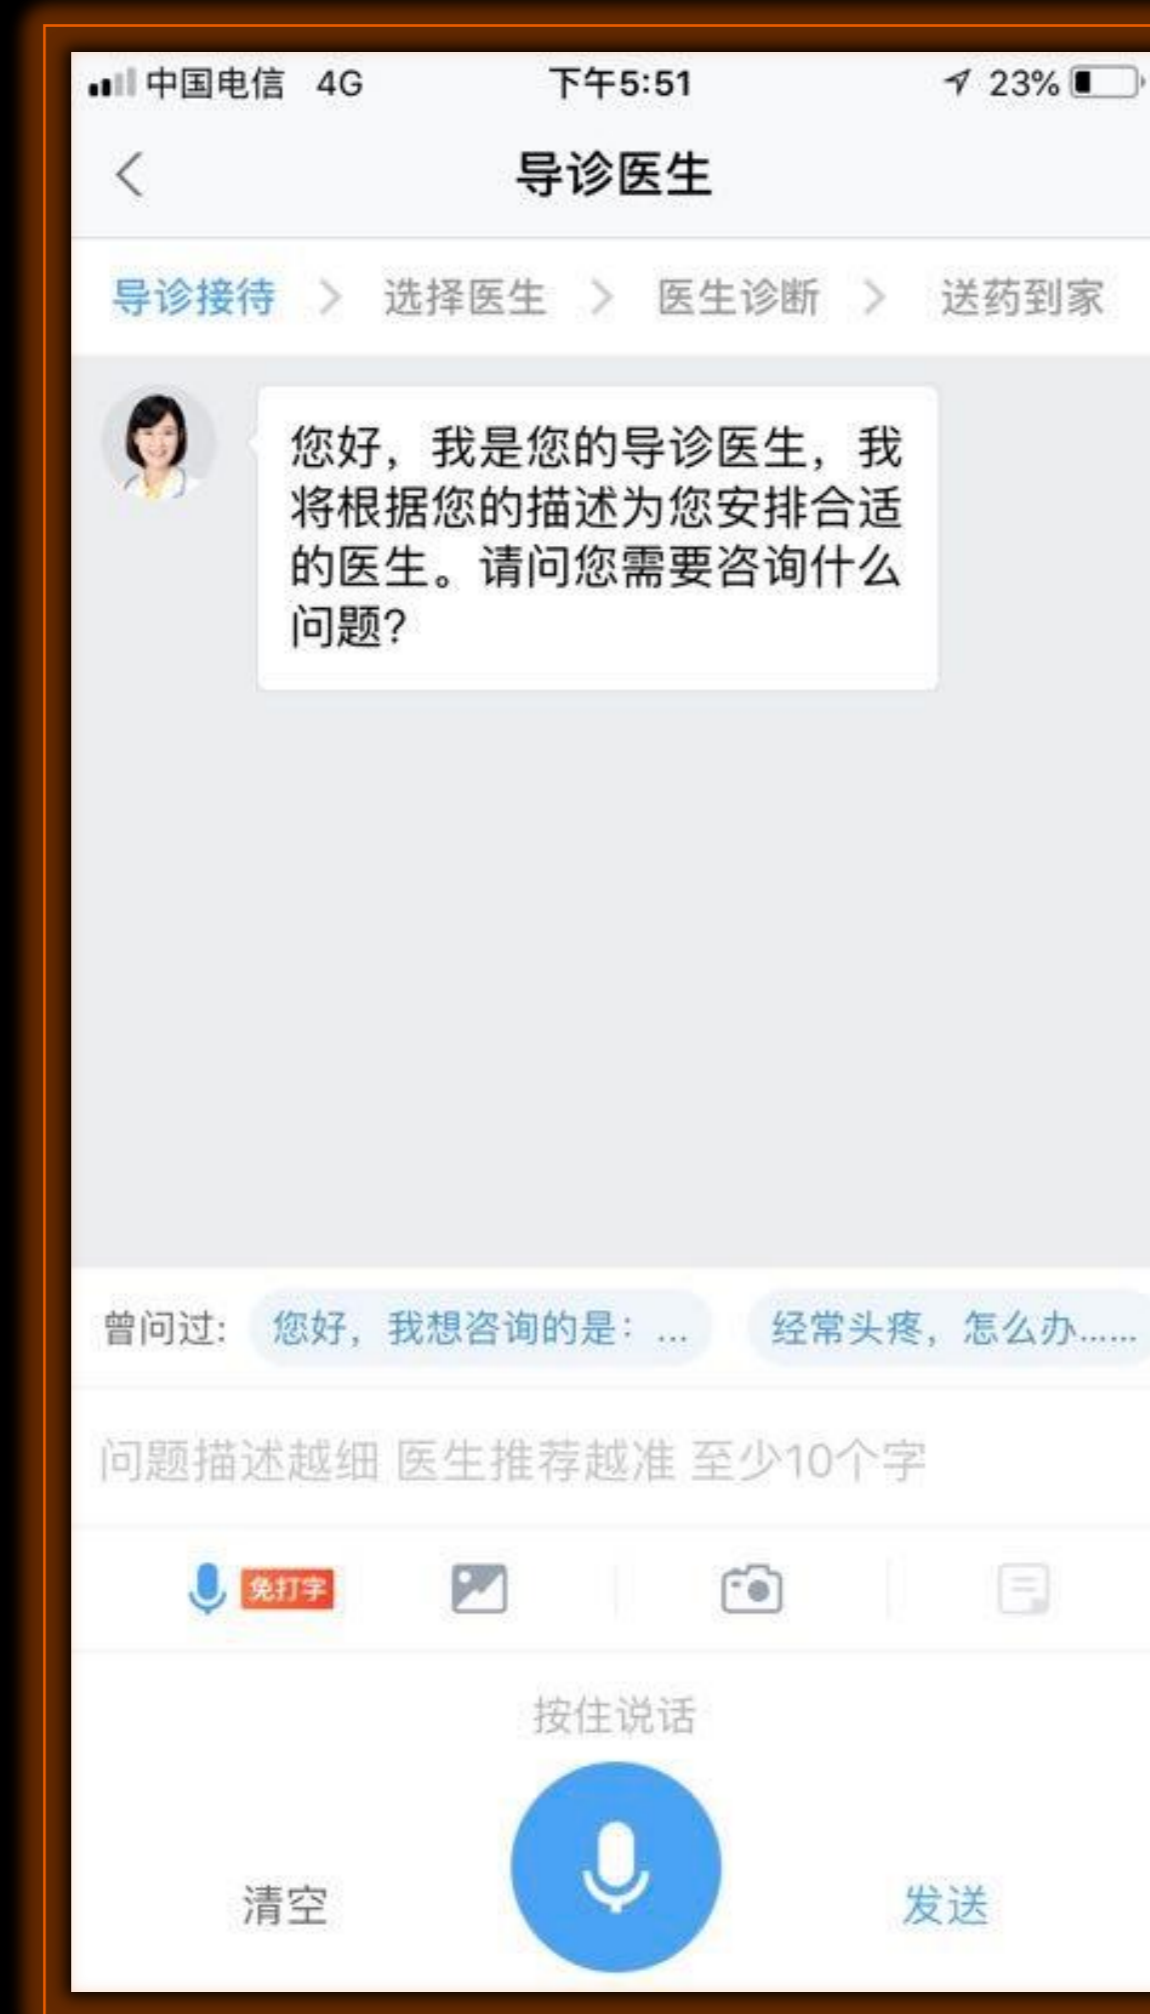 中国电信 4G 下午5:51 23%
导诊医生
导诊接待 > 选择医生 > 医生诊断 > 送药到家
您好，我是您的导诊医生，我
将根据您的描述为您安排合适
的医生。请问您需要咨询什么
问题?
曾问过: 您好，我想咨询的是：... 经常头疼，怎么办......
问题描述越细 医生推荐越准 至少10个字
免打字
按住说话
清空 发送